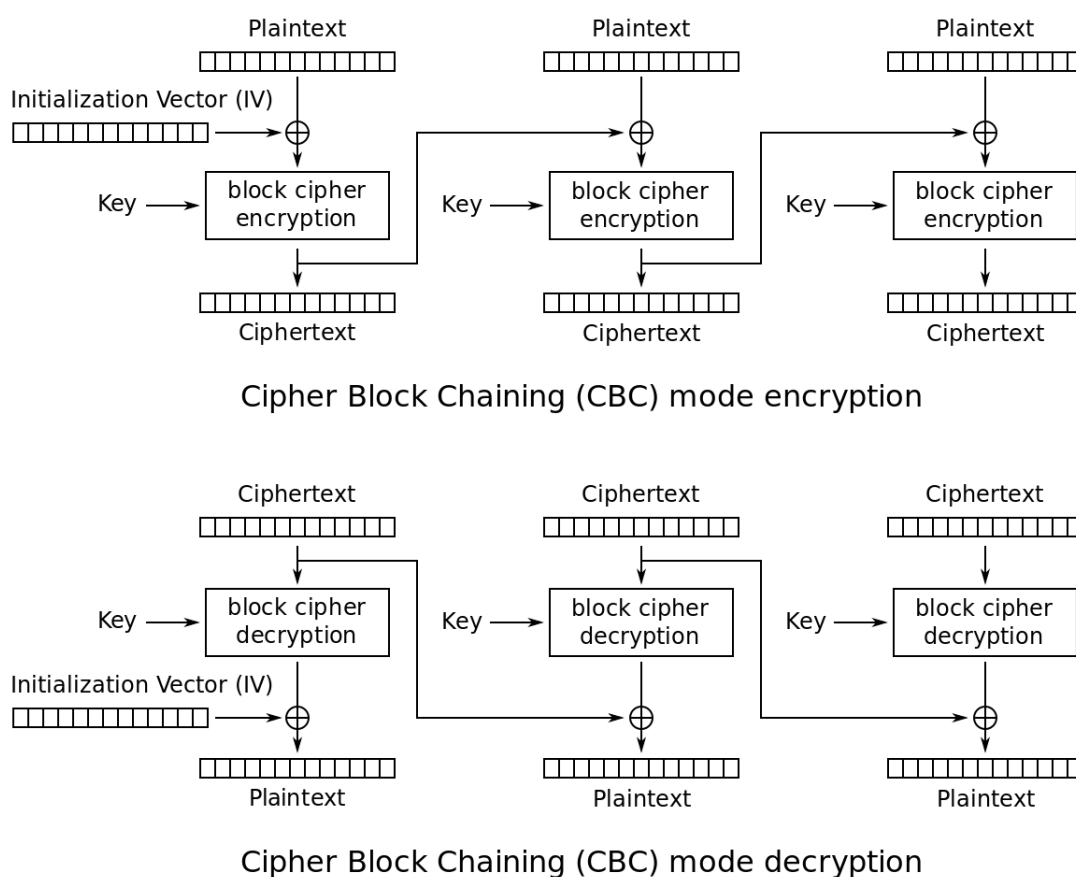 Plaintext
Plaintext
Plaintext
Initialization Vector (IV)
Key
block cipher
encryption
Key
block cipher
encryption
Key
block cipher
encryption
Ciphertext
Ciphertext
Ciphertext
Cipher Block Chaining (CBC) mode encryption
Ciphertext
Ciphertext
Ciphertext
Key
block cipher
decryption
Key
block cipher
decryption
Key
block cipher
decryption
Initialization Vector (IV)
Plaintext
Plaintext
Plaintext
Cipher Block Chaining (CBC) mode decryption